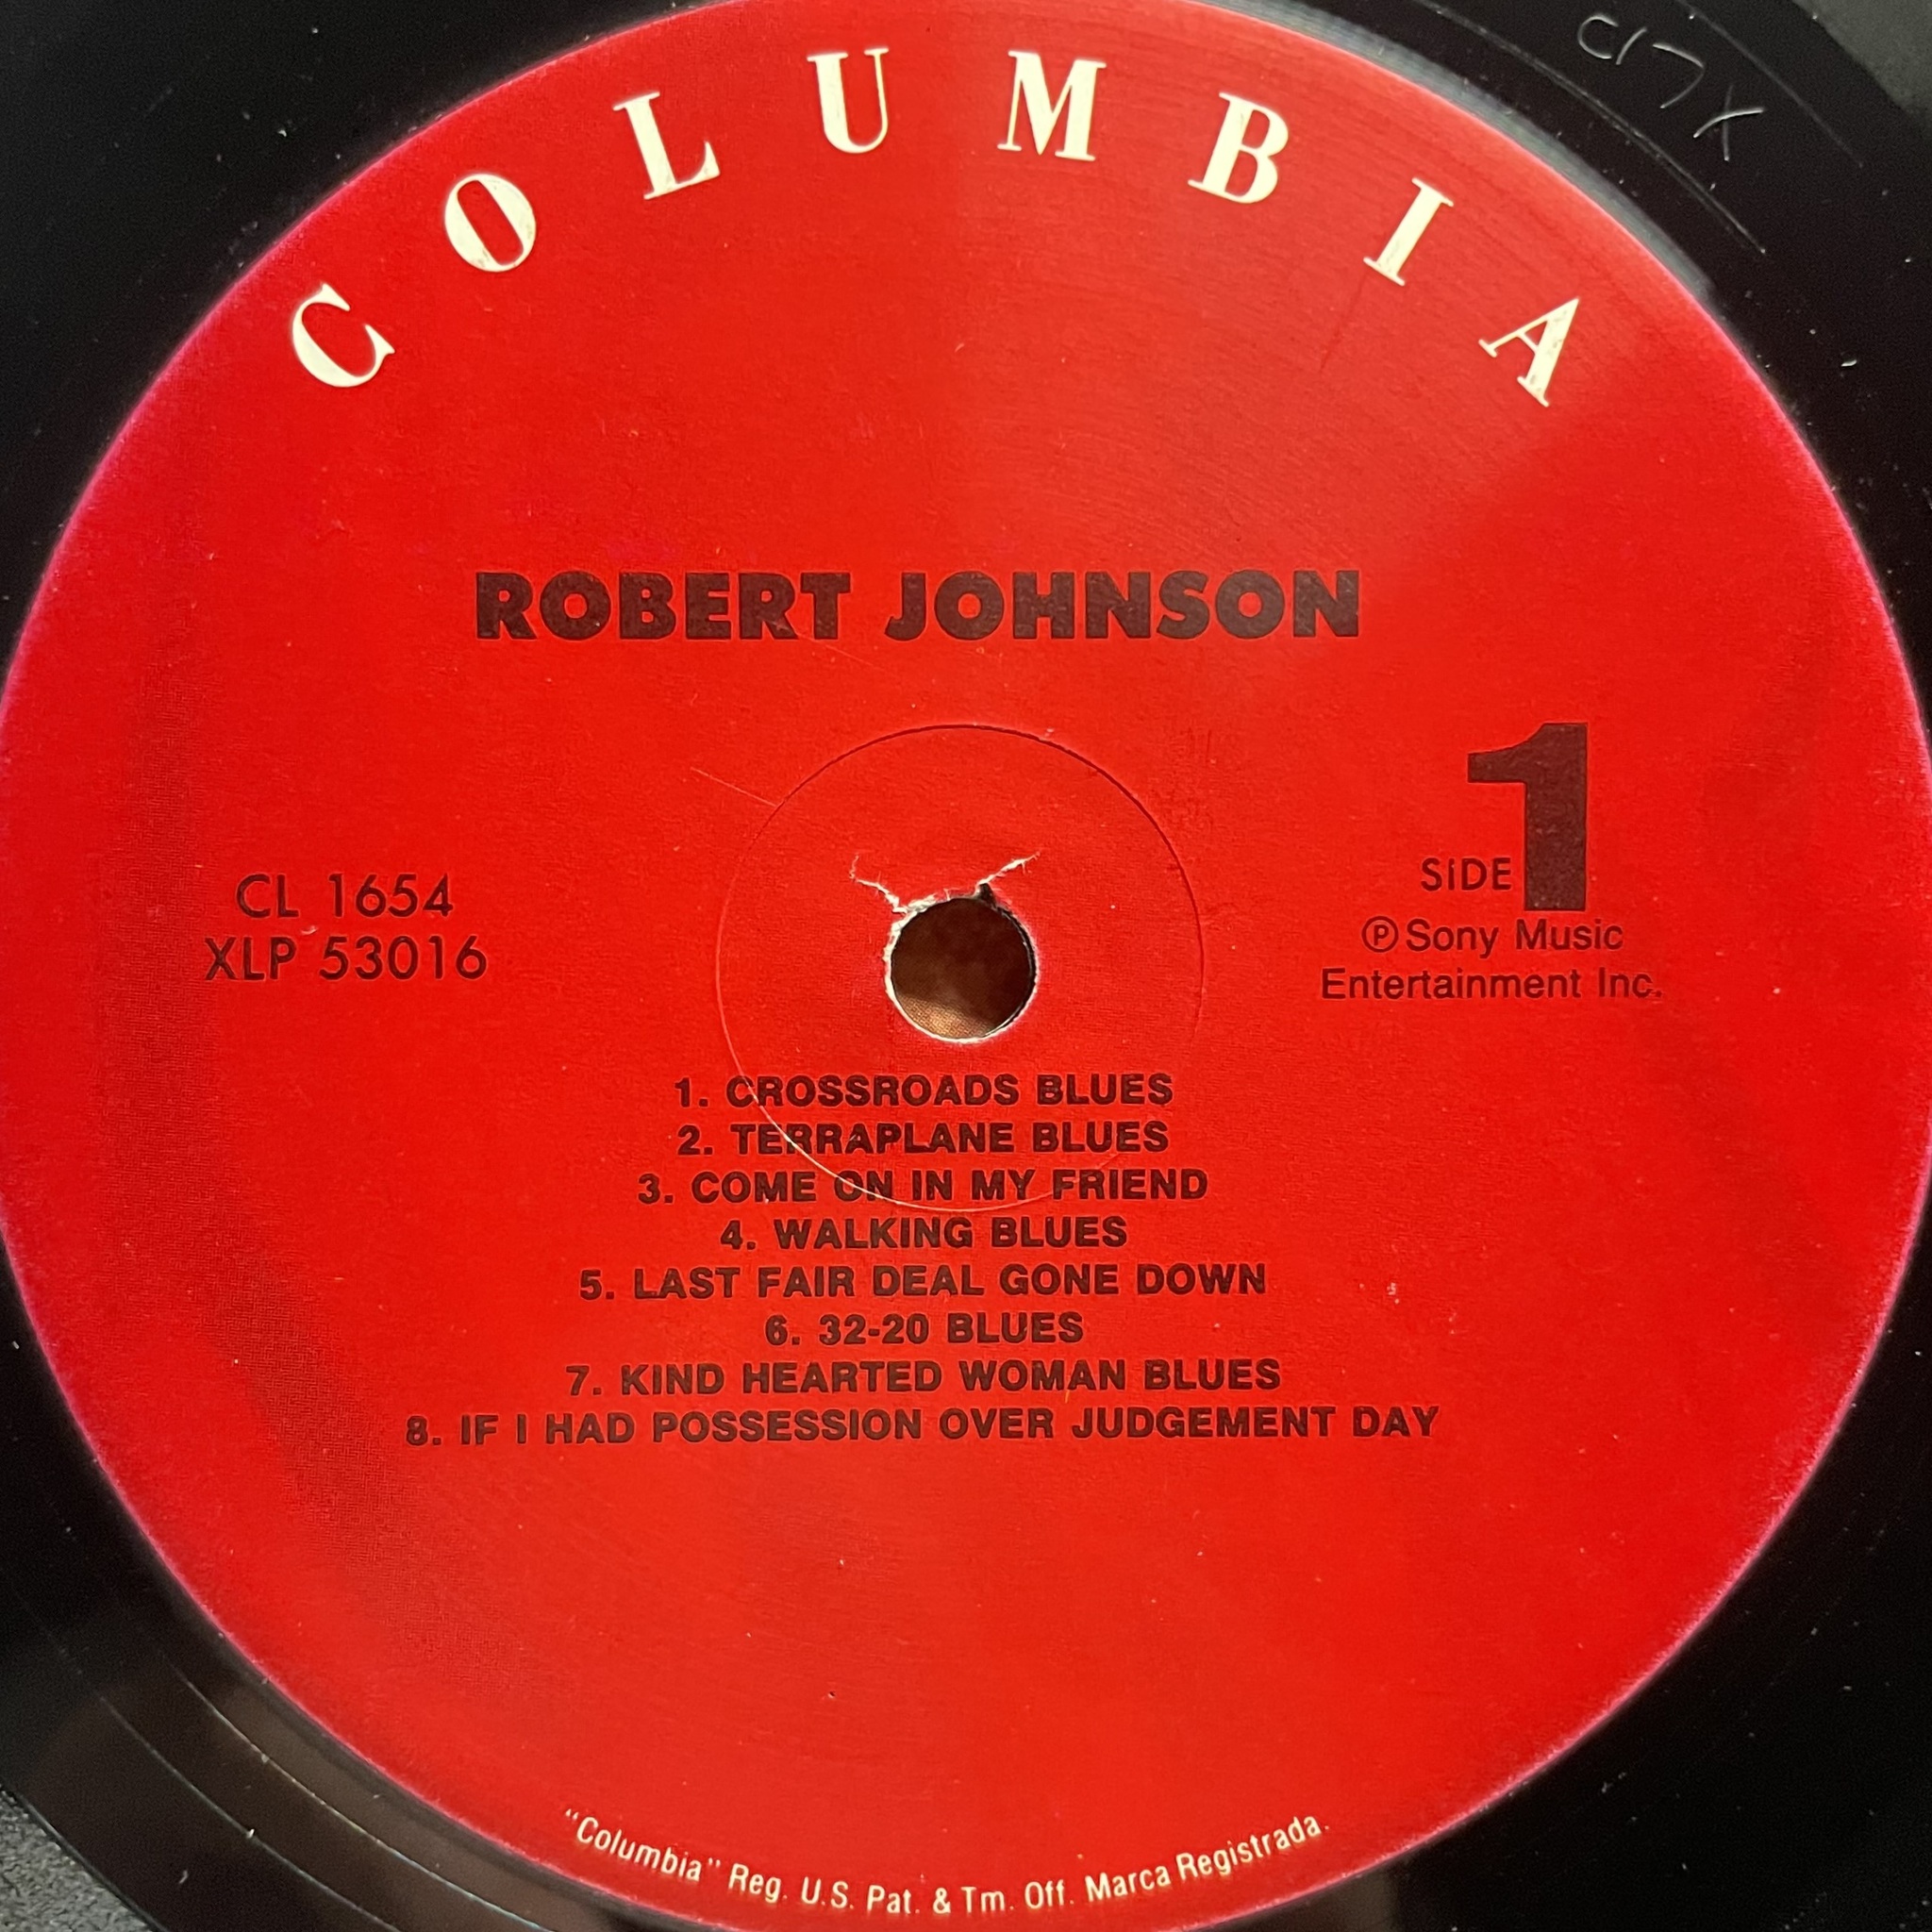 COLUMBIA
ROBERT JOHNSON
CL 1654
XLP 53016
SIDE 1
℗ Sony Music
Entertainment Inc.
1. CROSSROADS BLUES
2. TERRAPLANE BLUES
3. COME ON IN MY FRIEND
4. WALKING BLUES
5. LAST FAIR DEAL GONE DOWN
6. 32-20 BLUES
7. KIND HEARTED WOMAN BLUES
8. IF I HAD POSSESSION OVER JUDGEMENT DAY
"Columbia" Reg. U.S. Pat. & Tm. Off. Marca Registrada.